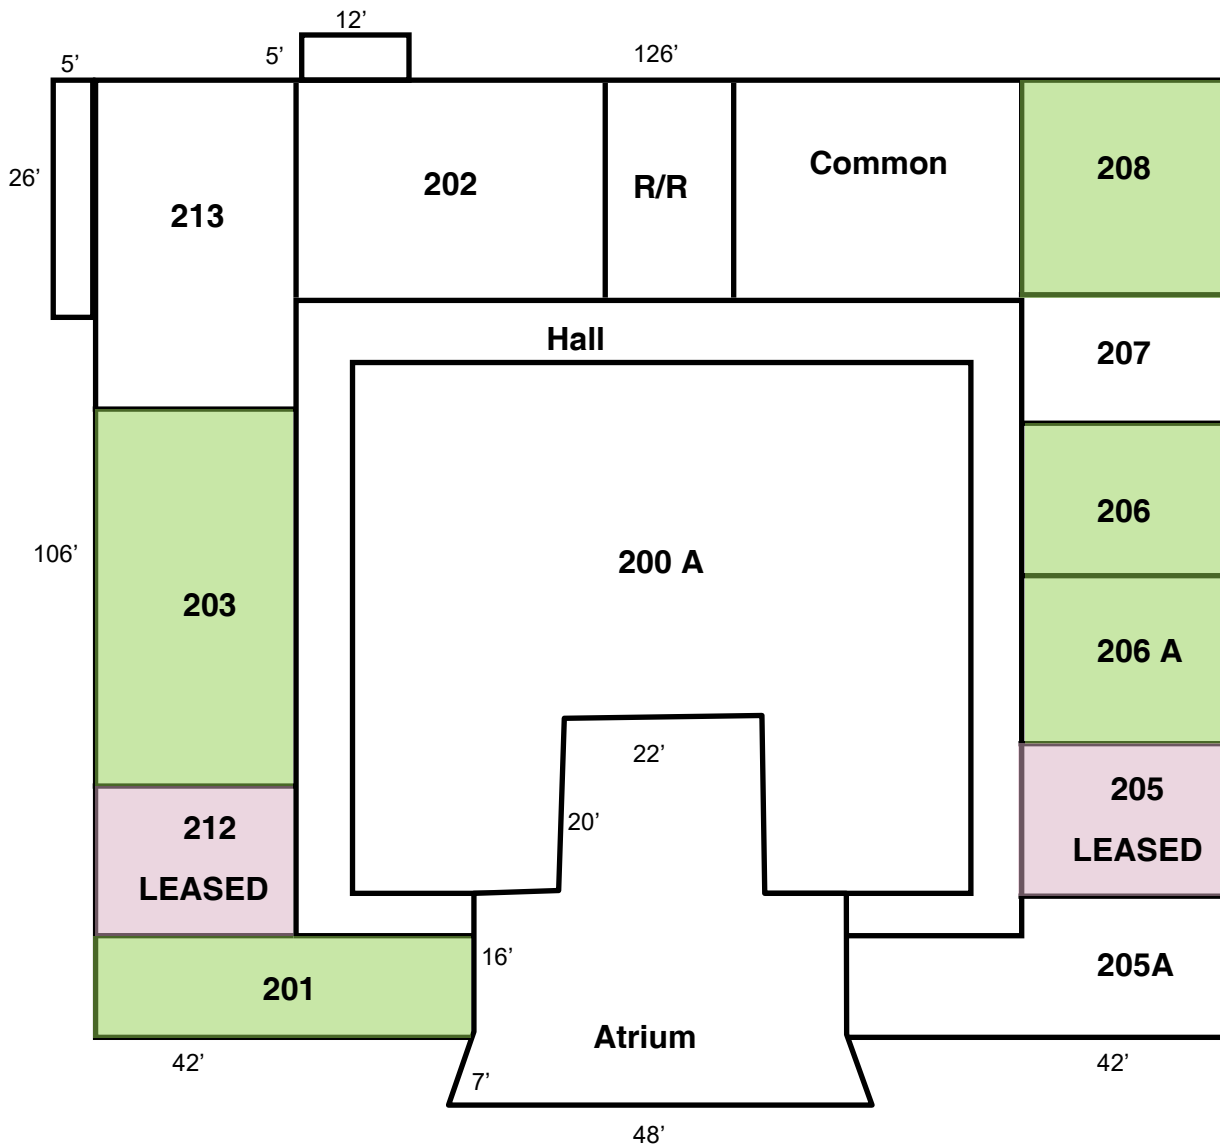 12’
5’
126’
5’
26’
213
202
R/R
Common
208
Hall
207
106’
203
200 A
206
206 A
22’
20’
212
LEASED
205
LEASED
201
16’
205A
Atrium
42’
7’
42’
48’